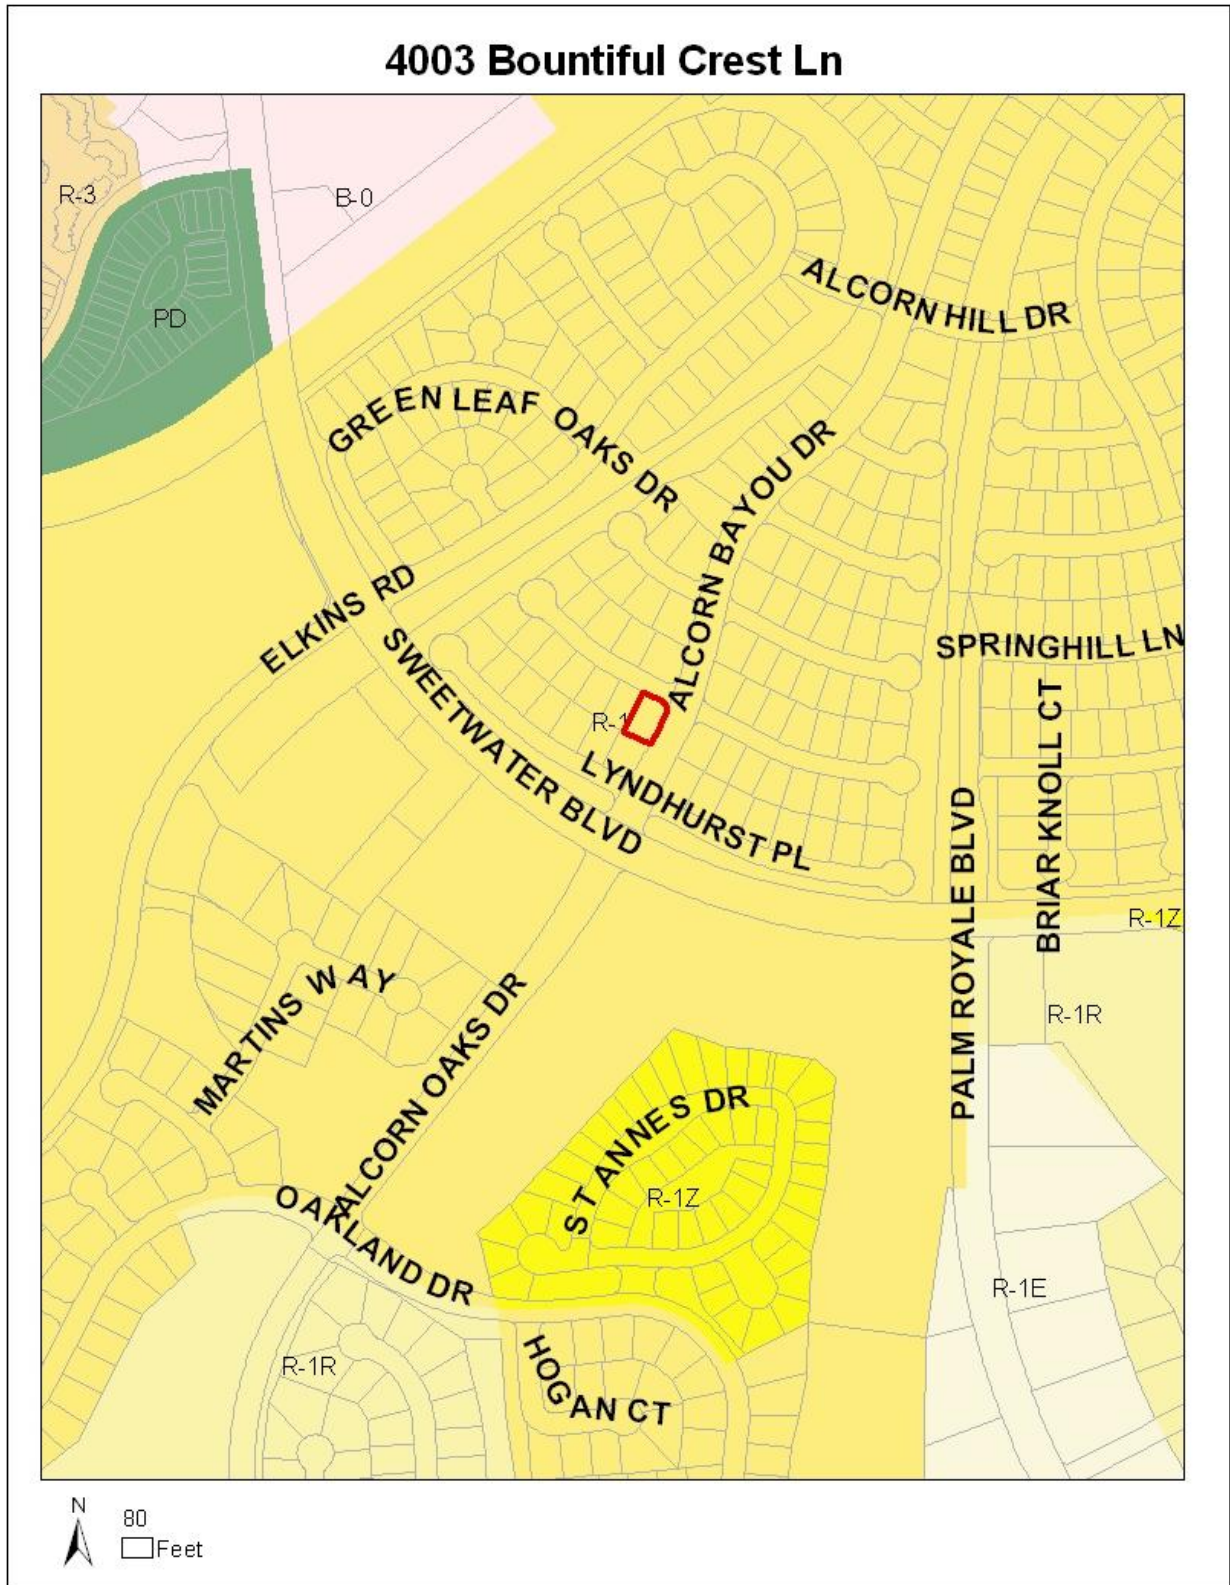 4003 Bountiful Crest Ln
R-3
B-0
PD
ALCORN HILL DR
GREEN LEAF OAKS DR
ALCORN BAYOU DR
ELKINS RD
SWEETWATER BLVD
SPRINGHILL LN
R-1
LYNDHURST PL
BRIAR KNOLL CT
PALM ROYALE BLVD
R-1Z
R-1R
MARTINS WAY
ALCORN OAKS DR
ST ANNES DR
R-1Z
OAKLAND DR
R-1E
R-1R
HOGAN CT
N
80
Feet